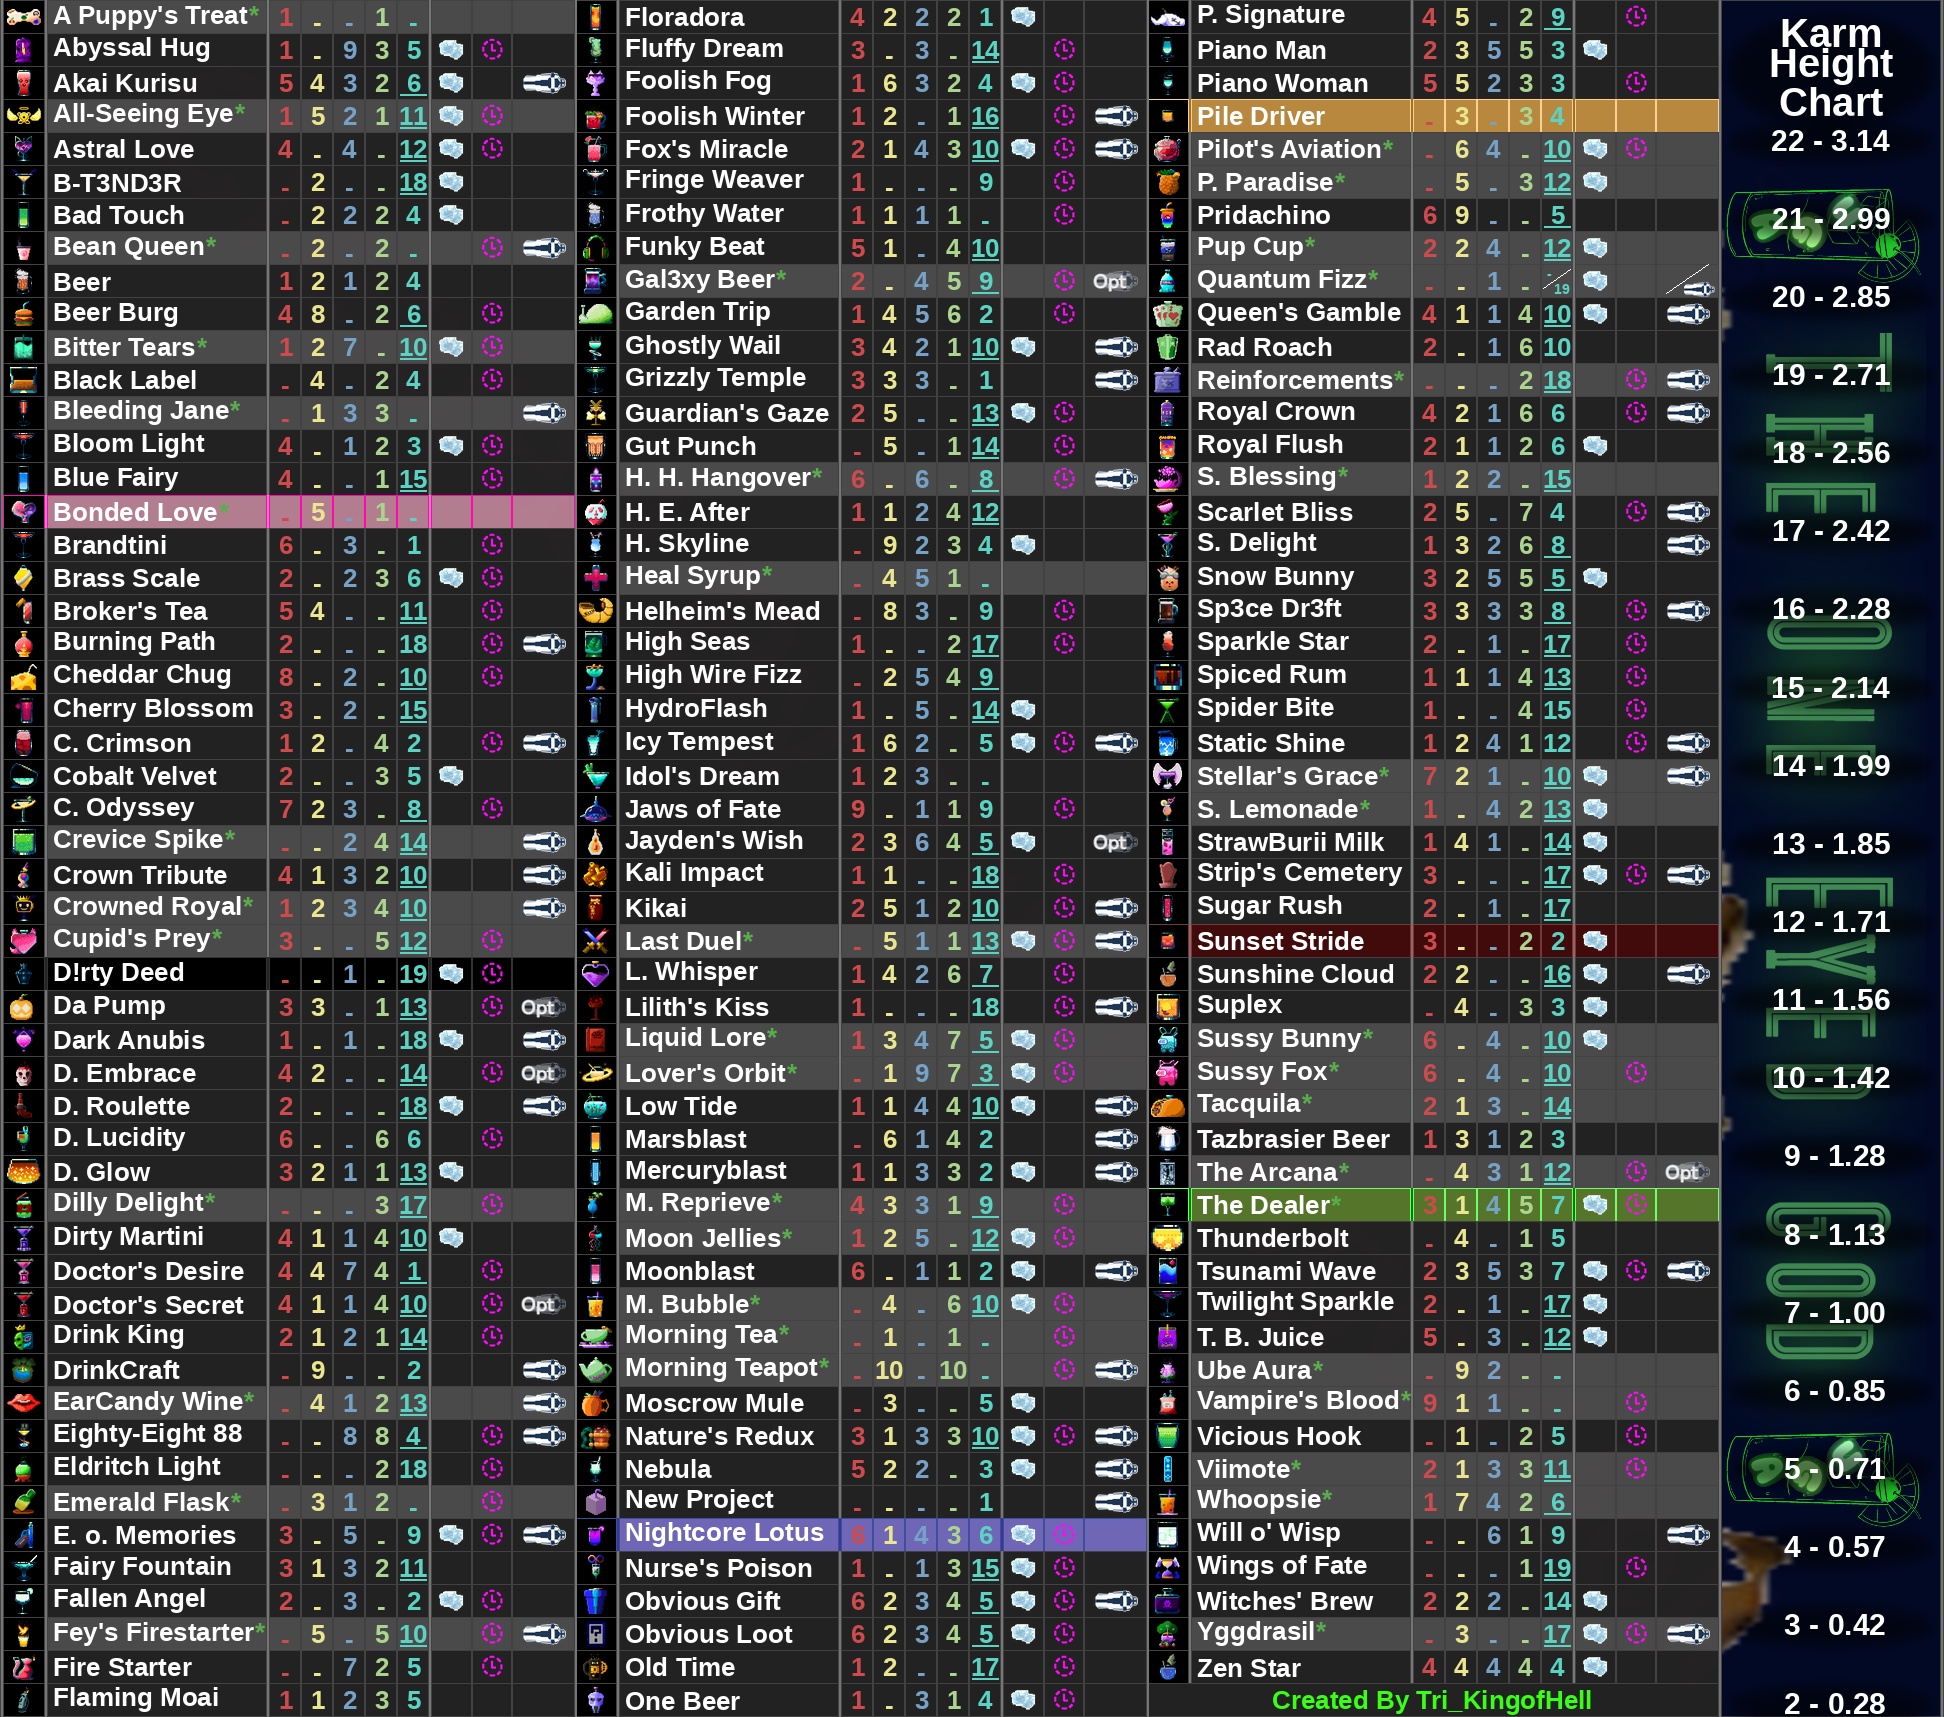 A Puppy's Treat* 1 - - 1 -
Abyssal Hug 1 - 9 3 5
Akai Kurisu 5 4 3 2 6
All-Seeing Eye* 1 5 2 1 11
Astral Love 4 - 4 - 12
B-T3ND3R - 2 - - 18
Bad Touch - 2 2 2 4
Bean Queen* - 2 - 2 -
Beer 1 2 1 2 4
Beer Burg 4 8 - 2 6
Bitter Tears* 1 2 7 - 10
Black Label - 4 - 2 4
Bleeding Jane* - 1 3 3 -
Bloom Light 4 - 1 2 3
Blue Fairy 4 - - 1 15
Bonded Love* - 5 - 1 -
Brandtini 6 - 3 - 1
Brass Scale 2 - 2 3 6
Broker's Tea 5 4 - - 11
Burning Path 2 - - - 18
Cheddar Chug 8 - 2 - 10
Cherry Blossom 3 - 2 - 15
C. Crimson 1 2 - 4 2
Cobalt Velvet 2 - - 3 5
C. Odyssey 7 2 3 - 8
Crevice Spike* - - 2 4 14
Crown Tribute 4 1 3 2 10
Crowned Royal* 1 2 3 4 10
Cupid's Prey* 3 - - 5 12
D!rty Deed - - 1 - 19
Da Pump 3 3 - 1 13 Opt
Dark Anubis 1 - 1 - 18
D. Embrace 4 2 - - 14 Opt
D. Roulette 2 - - - 18
D. Lucidity 6 - - 6 6
D. Glow 3 2 1 1 13
Dilly Delight* - - - 3 17
Dirty Martini 4 1 1 4 10
Doctor's Desire 4 4 7 4 1
Doctor's Secret 4 1 1 4 10 Opt
Drink King 2 1 2 1 14
DrinkCraft - 9 - - 2
EarCandy Wine* - 4 1 2 13
Eighty-Eight 88 - - 8 8 4
Eldritch Light - - - 2 18
Emerald Flask* - 3 1 2 -
E. o. Memories 3 - 5 - 9
Fairy Fountain 3 1 3 2 11
Fallen Angel 2 - 3 - 2
Fey's Firestarter* - 5 - 5 10
Fire Starter - - 7 2 5
Flaming Moai 1 1 2 3 5
Floradora 4 2 2 2 1
Fluffy Dream 3 - 3 - 14
Foolish Fog 1 6 3 2 4
Foolish Winter 1 2 - 1 16
Fox's Miracle 2 1 4 3 10
Fringe Weaver 1 - - - 9
Frothy Water 1 1 1 1 -
Funky Beat 5 1 - 4 10
Gal3xy Beer* 2 - 4 5 9 Opt
Garden Trip 1 4 5 6 2
Ghostly Wail 3 4 2 1 10
Grizzly Temple 3 3 3 - 1
Guardian's Gaze 2 5 - - 13
Gut Punch - 5 - 1 14
H. H. Hangover* 6 - 6 - 8
H. E. After 1 1 2 4 12
H. Skyline - 9 2 3 4
Heal Syrup* - 4 5 1 -
Helheim's Mead - 8 3 - 9
High Seas 1 - - 2 17
High Wire Fizz - 2 5 4 9
HydroFlash 1 - 5 - 14
Icy Tempest 1 6 2 - 5
Idol's Dream 1 2 3 - -
Jaws of Fate 9 - 1 1 9
Jayden's Wish 2 3 6 4 5 Opt
Kali Impact 1 1 - - 18
Kikai 2 5 1 2 10
Last Duel* - 5 1 1 13
L. Whisper 1 4 2 6 7
Lilith's Kiss 1 - - - 18
Liquid Lore* 1 3 4 7 5
Lover's Orbit* - 1 9 7 3
Low Tide 1 1 4 4 10
Marsblast - 6 1 4 2
Mercuryblast 1 1 3 3 2
M. Reprieve* 4 3 3 1 9
Moon Jellies* 1 2 5 - 12
Moonblast 6 - 1 1 2
M. Bubble* - 4 - 6 10
Morning Tea* - 1 - 1 -
Morning Teapot* - 10 - 10 -
Moscrow Mule - 3 - - 5
Nature's Redux 3 1 3 3 10
Nebula 5 2 2 - 3
New Project - - - - 1
Nightcore Lotus 6 1 4 3 6
Nurse's Poison 1 - 1 3 15
Obvious Gift 6 2 3 4 5
Obvious Loot 6 2 3 4 5
Old Time 1 2 - - 17
One Beer 1 - 3 1 4
P. Signature 4 5 - 2 9
Piano Man 2 3 5 5 3
Piano Woman 5 5 2 3 3
Pile Driver - 3 - 3 4
Pilot's Aviation* - 6 4 - 10
P. Paradise* - 5 - 3 12
Pridachino 6 9 - - 5
Pup Cup* 2 2 4 - 12
Quantum Fizz* - - 1 - -/19
Queen's Gamble 4 1 1 4 10
Rad Roach 2 - 1 6 10
Reinforcements* - - - 2 18
Royal Crown 4 2 1 6 6
Royal Flush 2 1 1 2 6
S. Blessing* 1 2 2 - 15
Scarlet Bliss 2 5 - 7 4
S. Delight 1 3 2 6 8
Snow Bunny 3 2 5 5 5
Sp3ce Dr3ft 3 3 3 3 8
Sparkle Star 2 - 1 - 17
Spiced Rum 1 1 1 4 13
Spider Bite 1 - - 4 15
Static Shine 1 2 4 1 12
Stellar's Grace* 7 2 1 - 10
S. Lemonade* 1 - 4 2 13
StrawBurii Milk 1 4 1 - 14
Strip's Cemetery 3 - - - 17
Sugar Rush 2 - 1 - 17
Sunset Stride 3 - - 2 2
Sunshine Cloud 2 2 - - 16
Suplex - 4 - 3 3
Sussy Bunny* 6 - 4 - 10
Sussy Fox* 6 - 4 - 10
Tacquila* 2 1 3 - 14
Tazbrasier Beer 1 3 1 2 3
The Arcana* - 4 3 1 12 Opt
The Dealer* 3 1 4 5 7
Thunderbolt - 4 - 1 5
Tsunami Wave 2 3 5 3 7
Twilight Sparkle 2 - 1 - 17
T. B. Juice 5 - 3 - 12
Ube Aura* - 9 2 - -
Vampire's Blood* 9 1 1 - -
Vicious Hook - 1 - 2 5
Viimote* 2 1 3 3 11
Whoopsie* 1 7 4 2 6
Will o' Wisp - - 6 1 9
Wings of Fate - - - 1 19
Witches' Brew 2 2 2 - 14
Yggdrasil* - 3 - - 17
Zen Star 4 4 4 4 4
Created By Tri_KingofHell
Karm
Height
Chart
22 - 3.14
21 - 2.99
20 - 2.85
19 - 2.71
18 - 2.56
17 - 2.42
16 - 2.28
15 - 2.14
14 - 1.99
13 - 1.85
12 - 1.71
11 - 1.56
10 - 1.42
9 - 1.28
8 - 1.13
7 - 1.00
6 - 0.85
5 - 0.71
4 - 0.57
3 - 0.42
2 - 0.28
THE ONE EYED GOD